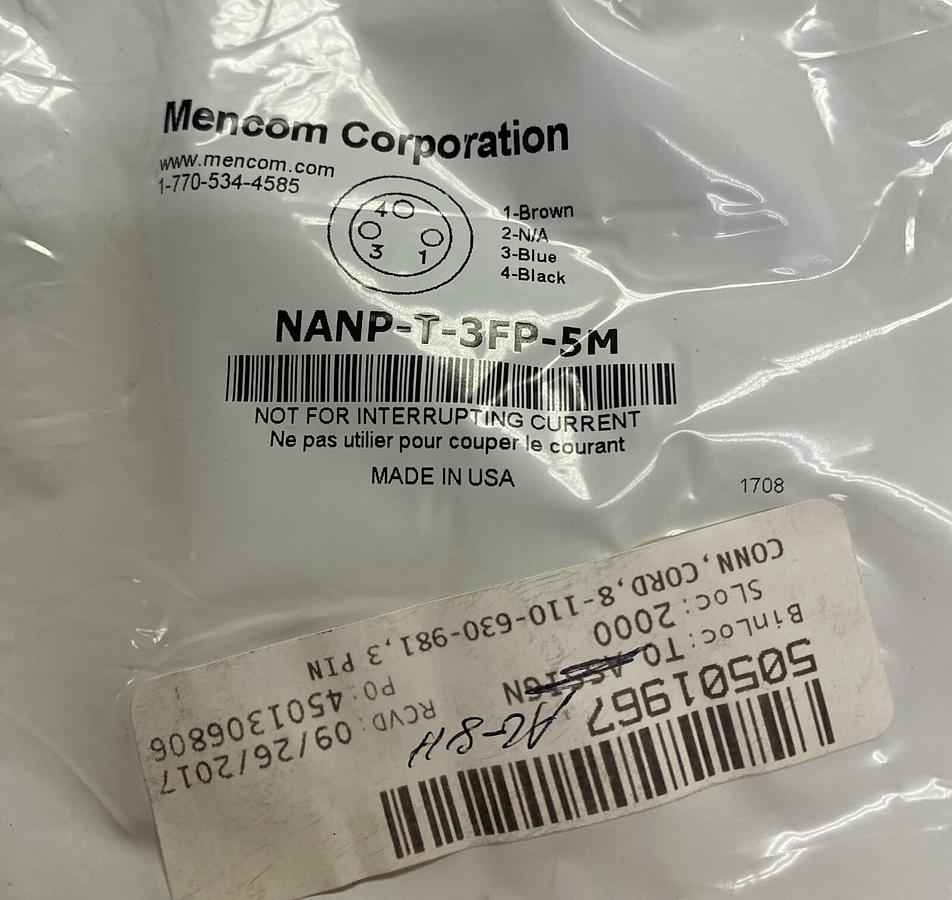 Mencom Corporation
www.mencom.com
1-770-534-4585
4
3 1
1-Brown
2-N/A
3-Blue
4-Black
NANP-T-3FP-5M
NOT FOR INTERRUPTING CURRENT
Ne pas utilier pour couper le courant
MADE IN USA
1708
50501967
BinLoc: TO ASSIGN
AC-8H
SLoc: 2000
RCVD: 09/26/2017
PO: 4501306806
CONN,CORD,8-110-630-981,3 PIN